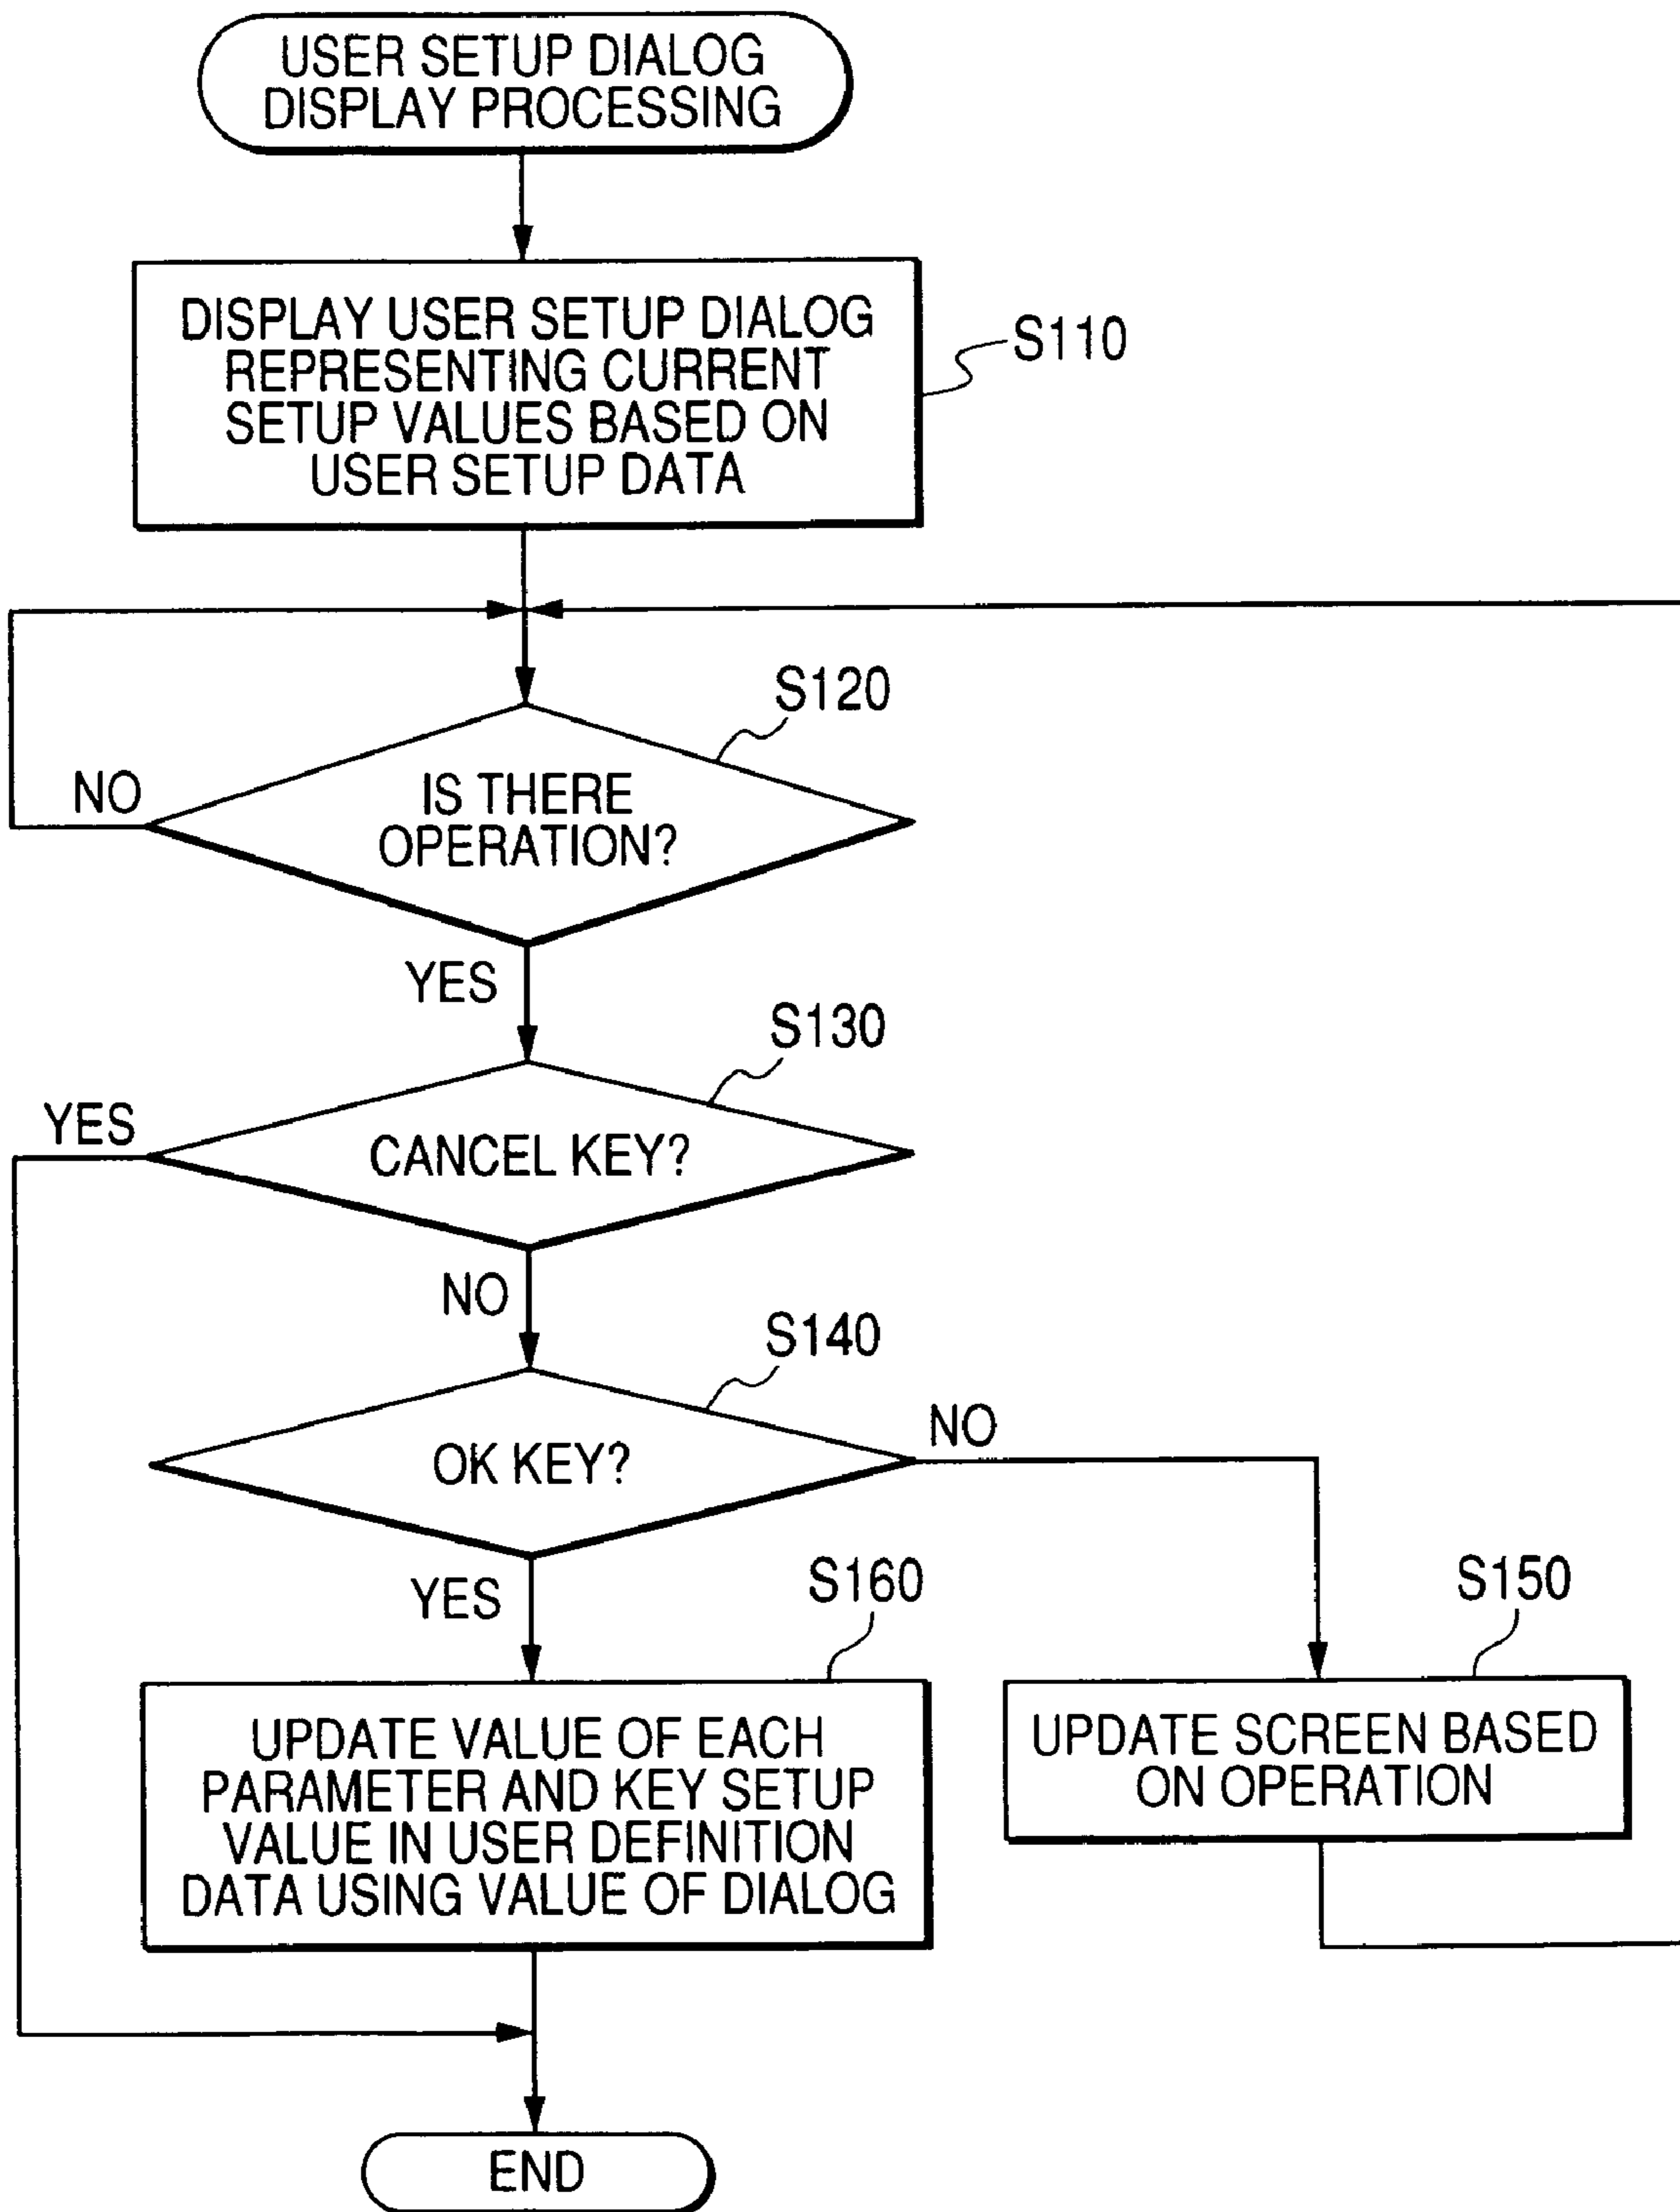 USER SETUP DIALOG
DISPLAY PROCESSING
DISPLAY USER SETUP DIALOG
REPRESENTING CURRENT
SETUP VALUES BASED ON
USER SETUP DATA
S110
S120
NO
IS THERE
OPERATION?
YES
S130
YES
CANCEL KEY?
NO
S140
OK KEY?
NO
YES
S160
UPDATE VALUE OF EACH
PARAMETER AND KEY SETUP
VALUE IN USER DEFINITION
DATA USING VALUE OF DIALOG
S150
UPDATE SCREEN BASED
ON OPERATION
END